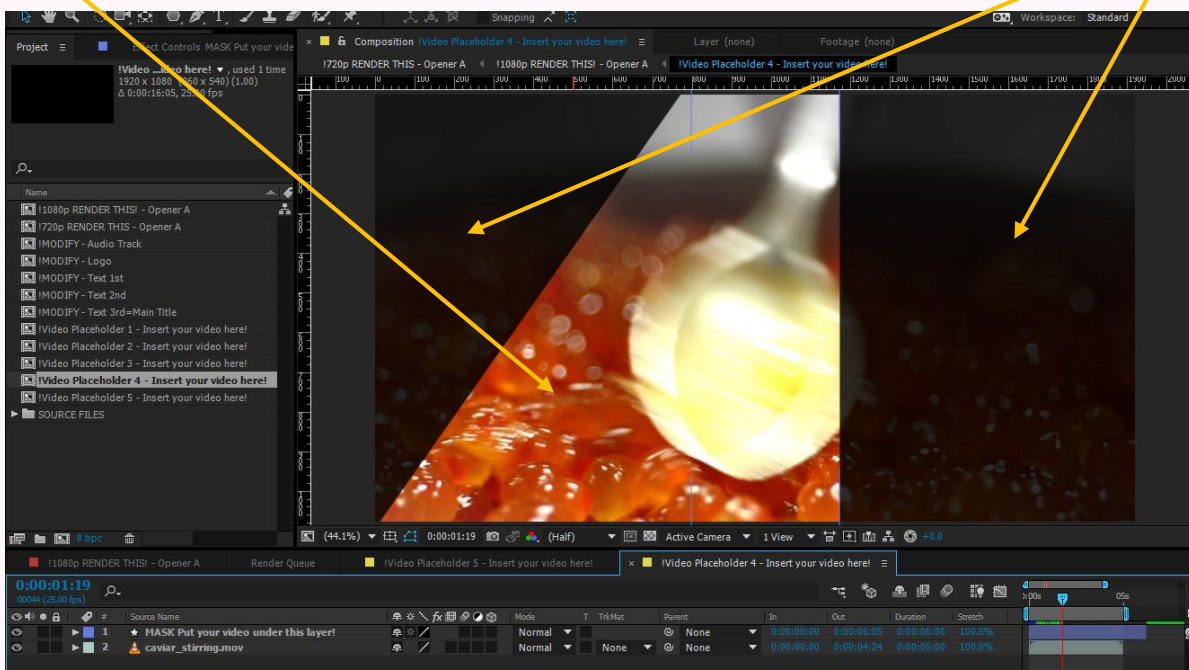 Snapping
Workspace: Standard
Project
Effect Controls MASK Put your vide
Composition !Video Placeholder 4 - Insert your video here!
Layer (none)
Footage (none)
!720p RENDER THIS - Opener A
!1080p RENDER THIS! - Opener A
!Video Placeholder 4 - Insert your video here!
!Video ...ideo here! , used 1 time
1920 x 1080 (960 x 540) (1.00)
Δ 0:00:16:05, 25.00 fps
Name
!1080p RENDER THIS! - Opener A
!720p RENDER THIS - Opener A
!MODIFY - Audio Track
!MODIFY - Logo
!MODIFY - Text 1st
!MODIFY - Text 2nd
!MODIFY - Text 3rd=Main Title
!Video Placeholder 1 - Insert your video here!
!Video Placeholder 2 - Insert your video here!
!Video Placeholder 3 - Insert your video here!
!Video Placeholder 4 - Insert your video here!
!Video Placeholder 5 - Insert your video here!
SOURCE FILES
8 bpc
(44.1%) 0:00:01:19 (Half) Active Camera 1 View +0.0
!1080p RENDER THIS! - Opener A
Render Queue
!Video Placeholder 5 - Insert your video here!
!Video Placeholder 4 - Insert your video here!
0:00:01:19
00044 (25.00 fps)
05s
# Source Name Mode T TrkMat Parent In Out Duration Stretch
1 MASK Put your video under this layer! Normal None 0:00:00:00 0:00:06:05 0:00:06:06 100.0%
2 caviar_stirring.mov Normal None None 0:00:00:00 0:00:04:24 0:00:05:00 100.0%